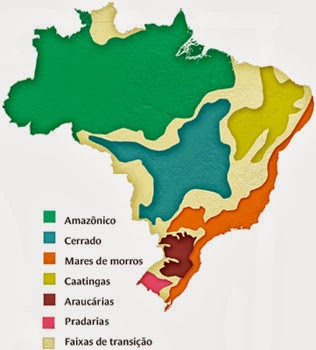 Amazônico
Cerrado
Mares de morros
Caatingas
Araucárias
Pradarias
Faixas de transição